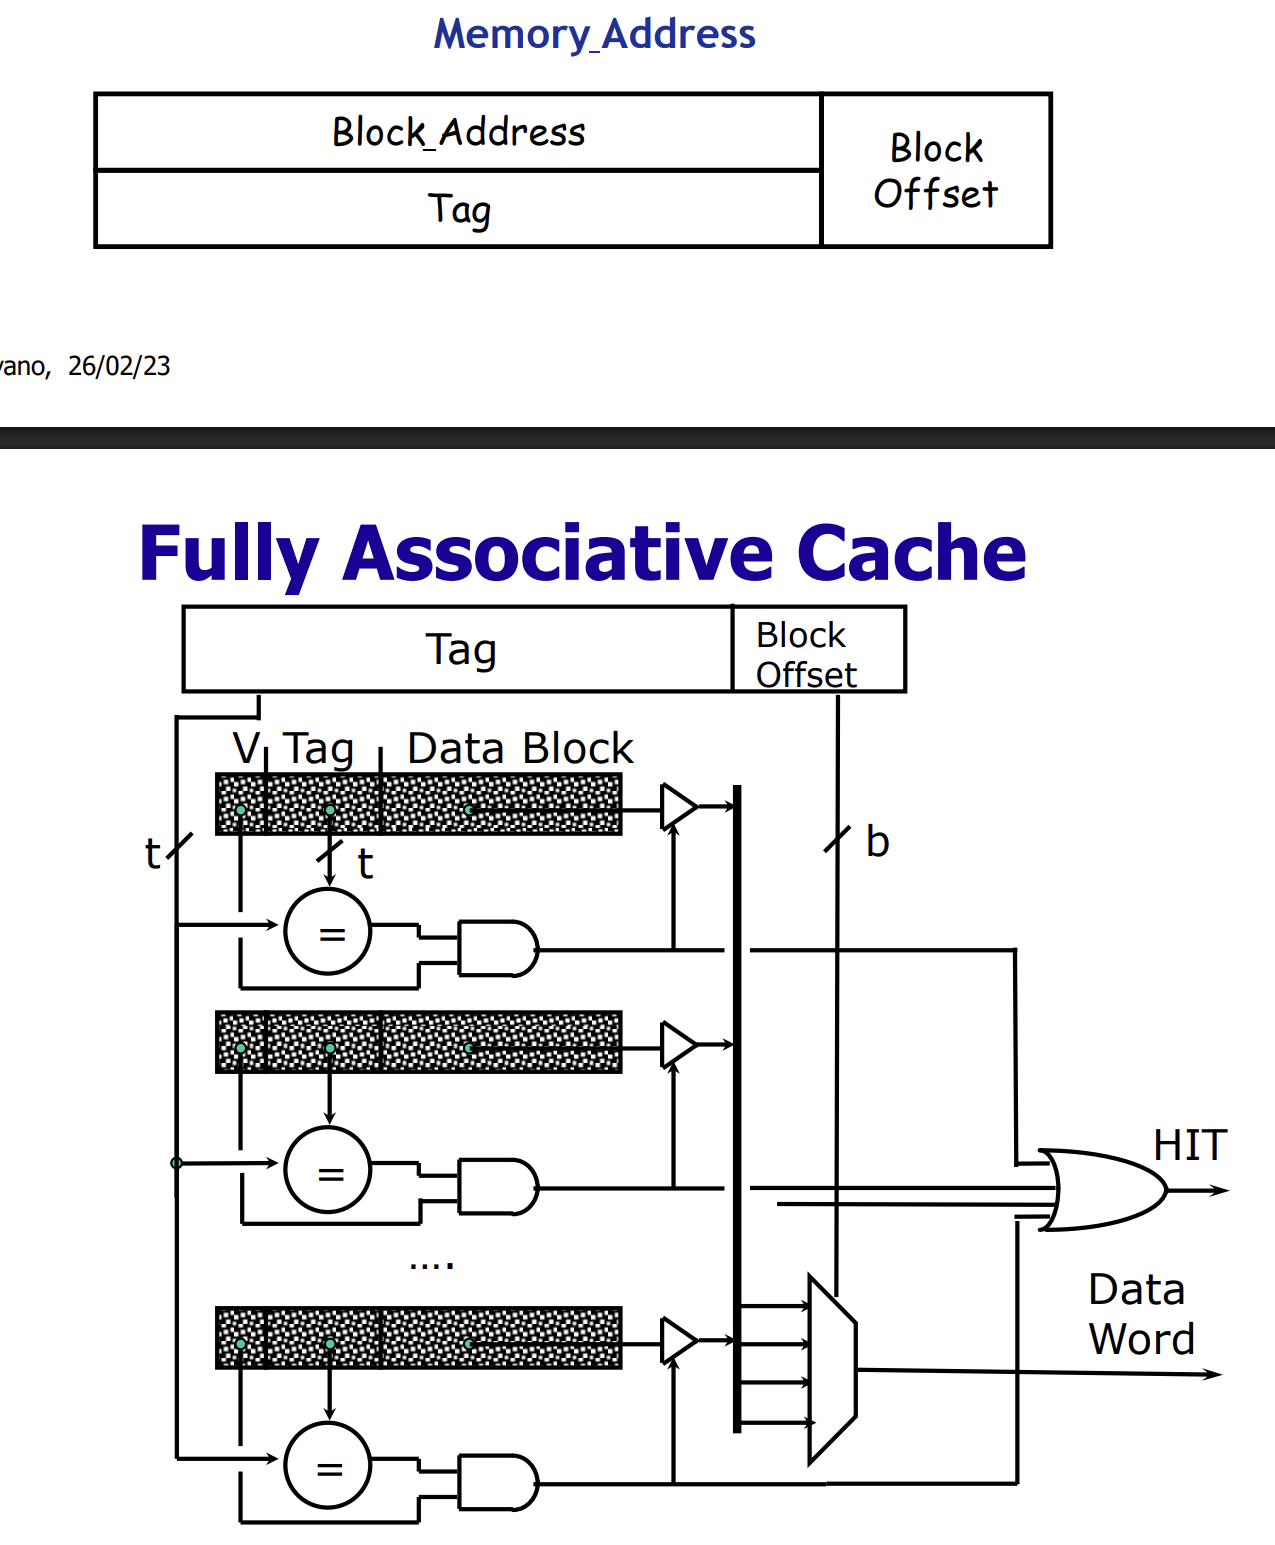 Memory_Address
Block_Address
Block
Offset
Tag
vano, 26/02/23
Fully Associative Cache
Tag
Block
Offset
V Tag Data Block
t
t
b
=
=
HIT
....
Data
Word
=